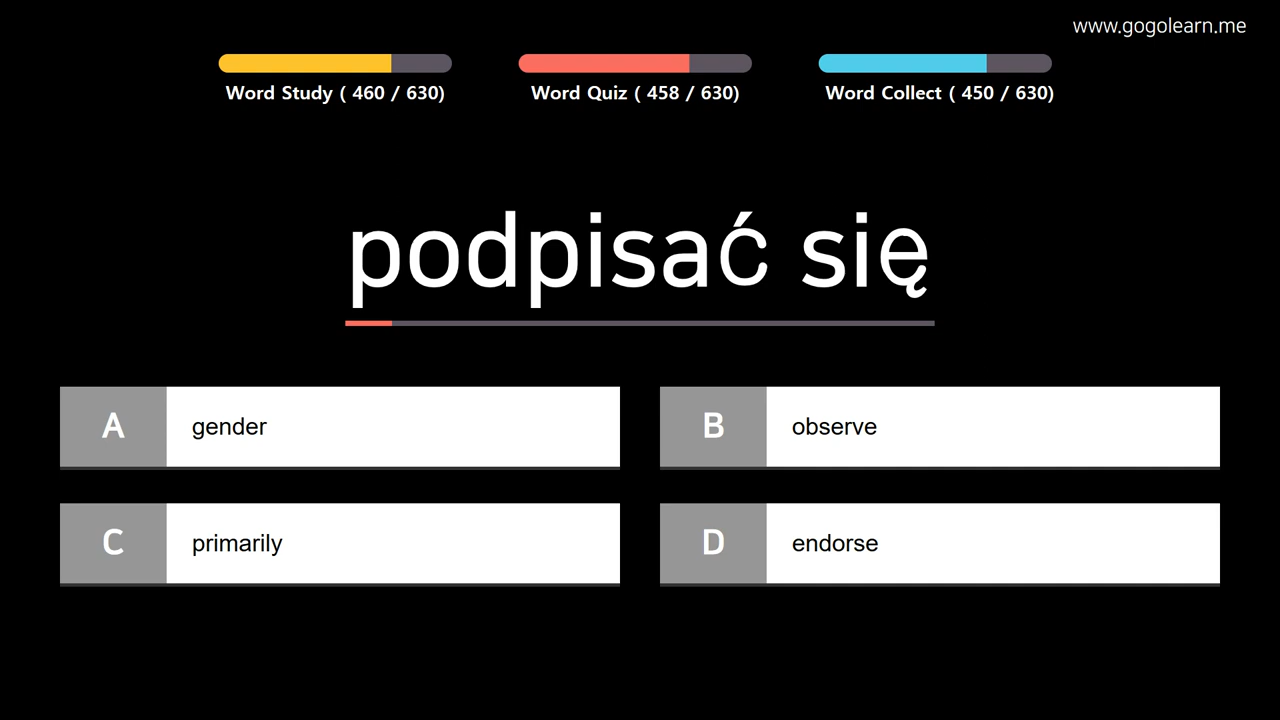 www.gogolearn.me
Word Study ( 460 / 630)
Word Quiz ( 458 / 630)
Word Collect ( 450 / 630)
podpisać się
A gender
B observe
C primarily
D endorse